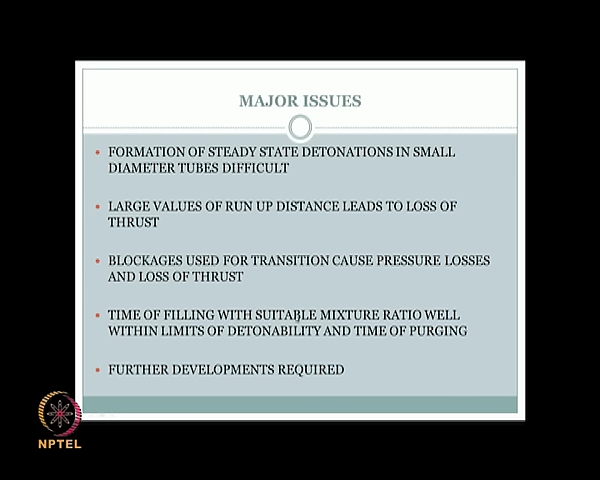 MAJOR ISSUES
• FORMATION OF STEADY STATE DETONATIONS IN SMALL
DIAMETER TUBES DIFFICULT
• LARGE VALUES OF RUN UP DISTANCE LEADS TO LOSS OF
THRUST
• BLOCKAGES USED FOR TRANSITION CAUSE PRESSURE LOSSES
AND LOSS OF THRUST
• TIME OF FILLING WITH SUITABLE MIXTURE RATIO WELL
WITHIN LIMITS OF DETONABILITY AND TIME OF PURGING
• FURTHER DEVELOPMENTS REQUIRED
NPTEL